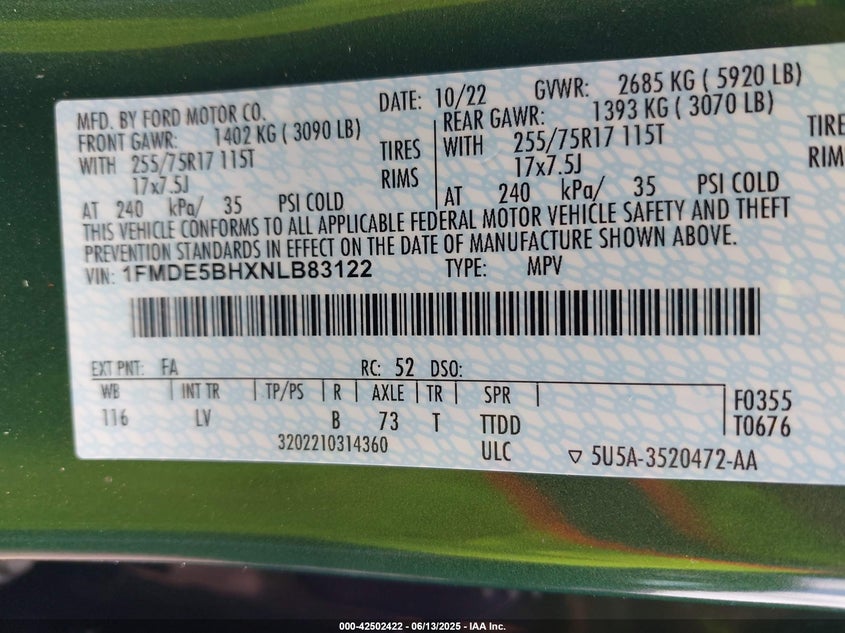 MFD. BY FORD MOTOR CO. DATE: 10/22 GVWR: 2685 KG ( 5920 LB)
FRONT GAWR: 1402 KG ( 3090 LB) REAR GAWR: 1393 KG ( 3070 LB)
WITH 255/75R17 115T TIRES WITH 255/75R17 115T TIRE
17x7.5J RIMS 17x7.5J RIM
AT 240 kPa/ 35 PSI COLD AT 240 kPa/ 35 PSI COLD
THIS VEHICLE CONFORMS TO ALL APPLICABLE FEDERAL MOTOR VEHICLE SAFETY AND THEFT
PREVENTION STANDARDS IN EFFECT ON THE DATE OF MANUFACTURE SHOWN ABOVE.
VIN: 1FMDE5BHXNLB83122 TYPE: MPV
EXT PNT: FA RC: 52 DSO:
WB INT TR TP/PS R AXLE TR SPR F0355
116 LV B 73 T TTDD T0676
3202210314360 ULC ▽ 5U5A-3520472-AA
000-42502422 - 06/13/2025 - IAA Inc.